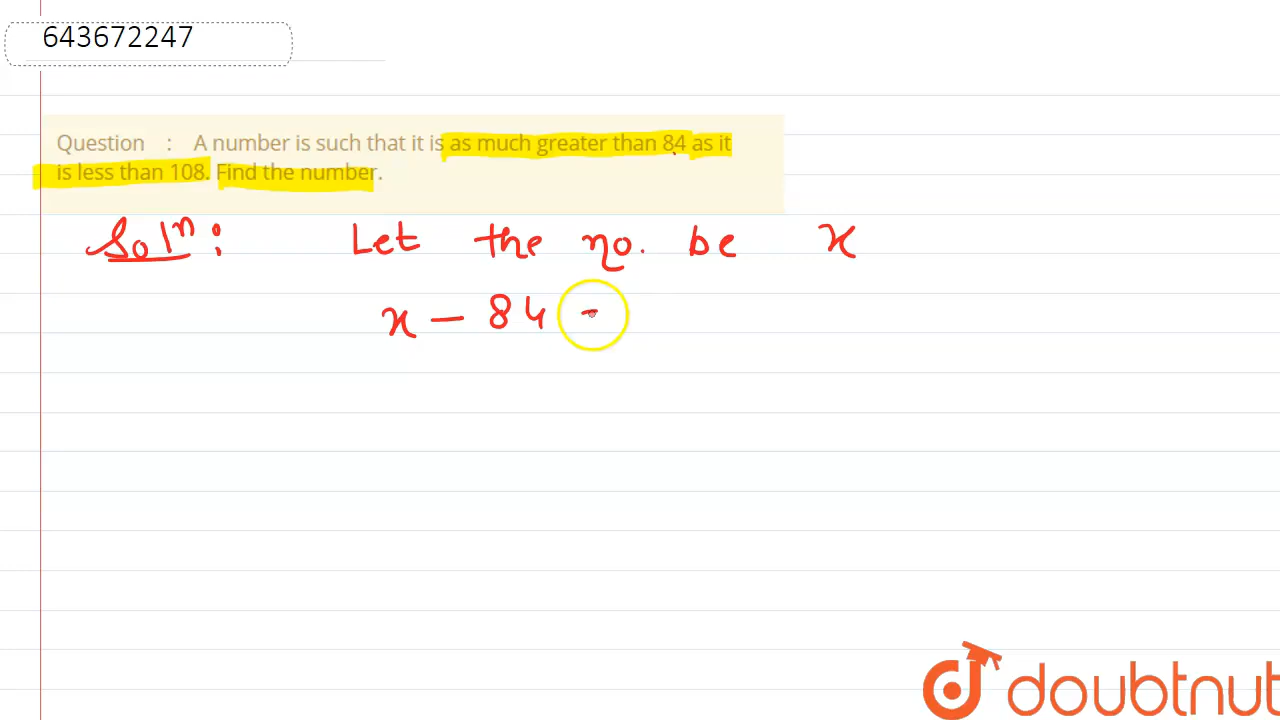 643672247
Question : A number is such that it is as much greater than 84 as it
is less than 108. Find the number.
Solⁿ : Let the no. be x
x - 84 -
doubtnut